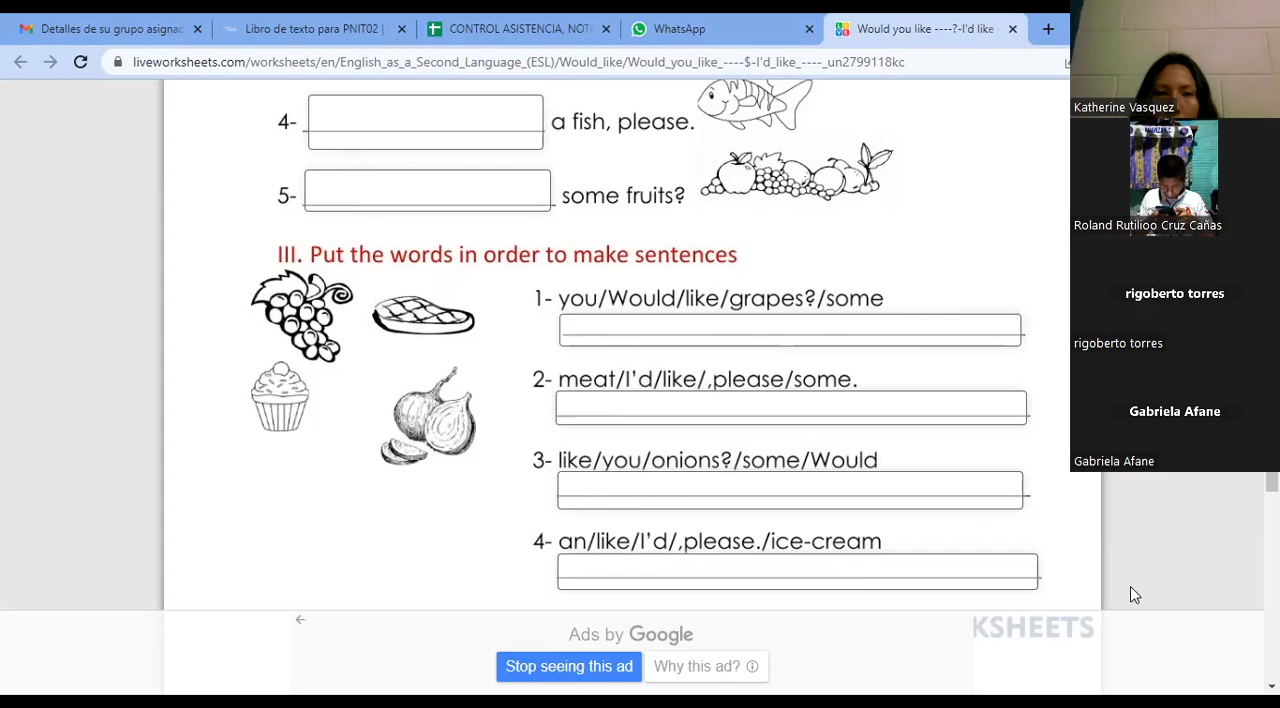 Detalles de su grupo asignac
Libro de texto para PNIT02 |
CONTROL ASISTENCIA, NOTA
WhatsApp
Would you like ----?-I'd like -
liveworksheets.com/worksheets/en/English_as_a_Second_Language_(ESL)/Would_like/Would_you_like_----$-I'd_like_----_un2799118kc
4- a fish, please.
5- some fruits?
III. Put the words in order to make sentences
1- you/Would/like/grapes?/some
2- meat/I'd/like/,please/some.
3- like/you/onions?/some/Would
4- an/like/I'd/,please./ice-cream
Ads by Google
Stop seeing this ad
Why this ad?
KSHEETS
Katherine Vasquez
Roland Rutilioo Cruz Cañas
rigoberto torres
rigoberto torres
Gabriela Afane
Gabriela Afane